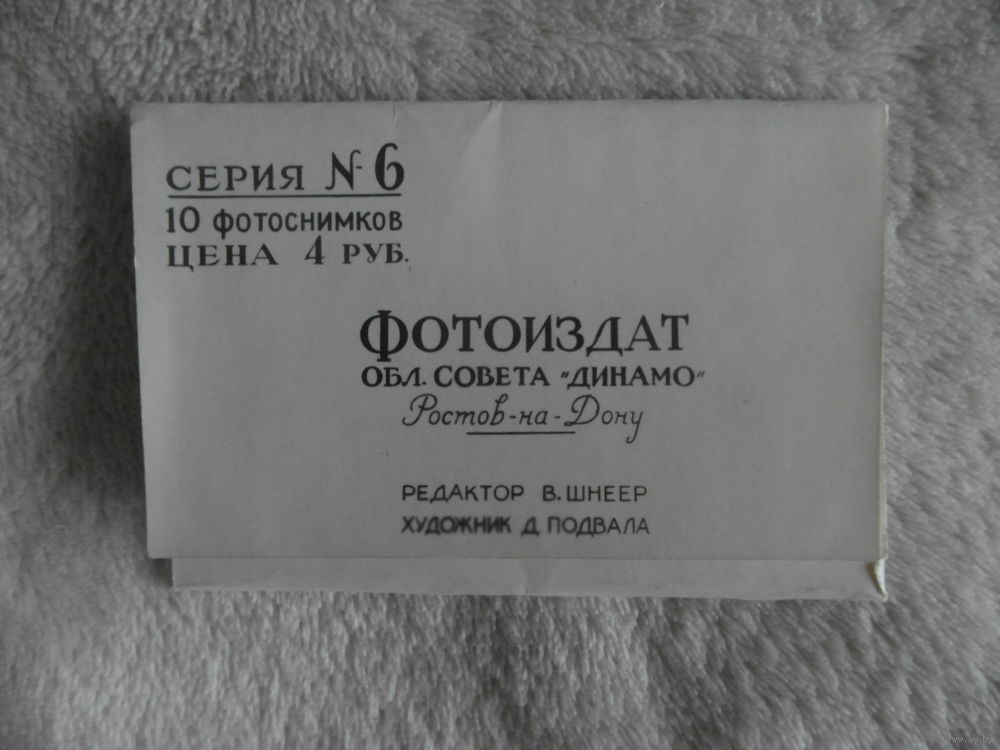 СЕРИЯ № 6
10 ФОТОСНИМКОВ
ЦЕНА 4 РУБ.
ФОТОИЗДАТ
ОБЛ. СОВЕТА "ДИНАМО"
Ростов-на-Дону
РЕДАКТОР В. ШНЕЕР
ХУДОЖНИК Д. ПОДВАЛА